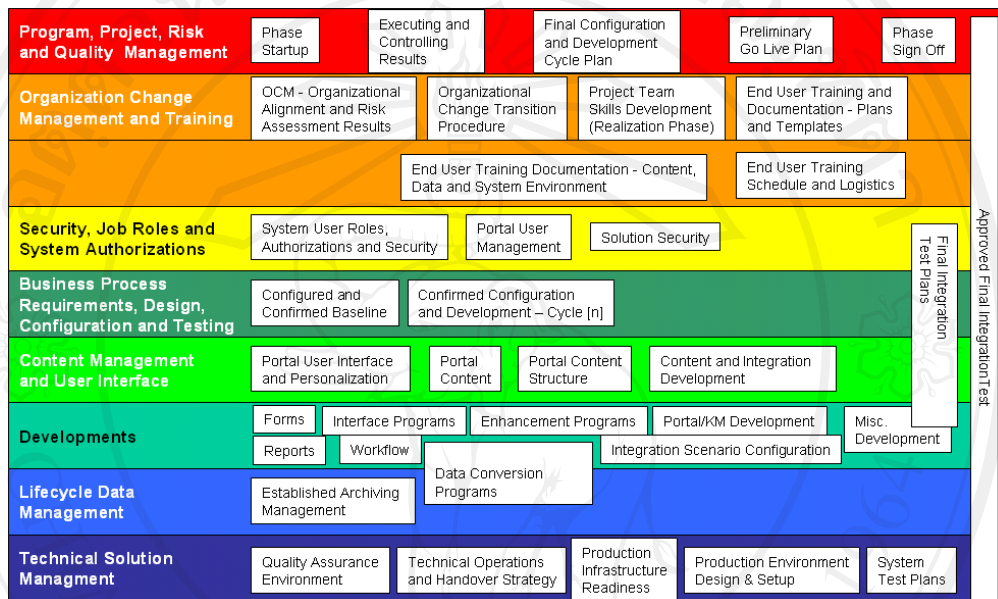 Program, Project, Risk
and Quality Management
Phase
Startup
Executing and
Controlling
Results
Final Configuration
and Development
Cycle Plan
Preliminary
Go Live Plan
Phase
Sign Off
Organization Change
Management and Training
OCM - Organizational
Alignment and Risk
Assessment Results
Organizational
Change Transition
Procedure
Project Team
Skills Development
(Realization Phase)
End User Training and
Documentation - Plans
and Templates
End User Training Documentation - Content,
Data and System Environment
End User Training
Schedule and Logistics
Security, Job Roles and
System Authorizations
System User Roles,
Authorizations and Security
Portal User
Management
Solution Security
Business Process
Requirements, Design,
Configuration and Testing
Configured and
Confirmed Baseline
Confirmed Configuration
and Development – Cycle [n]
Content Management
and User Interface
Portal User Interface
and Personalization
Portal
Content
Portal Content
Structure
Content and Integration
Development
Developments
Forms
Interface Programs
Enhancement Programs
Portal/KM Development
Misc.
Development
Reports
Workflow
Data Conversion
Programs
Integration Scenario Configuration
Lifecycle Data
Management
Established Archiving
Management
Technical Solution
Managment
Quality Assurance
Environment
Technical Operations
and Handover Strategy
Production
Infrastructure
Readiness
Production Environment
Design & Setup
System
Test Plans
Final Integration
Test Plans
Approved Final IntegrationTest